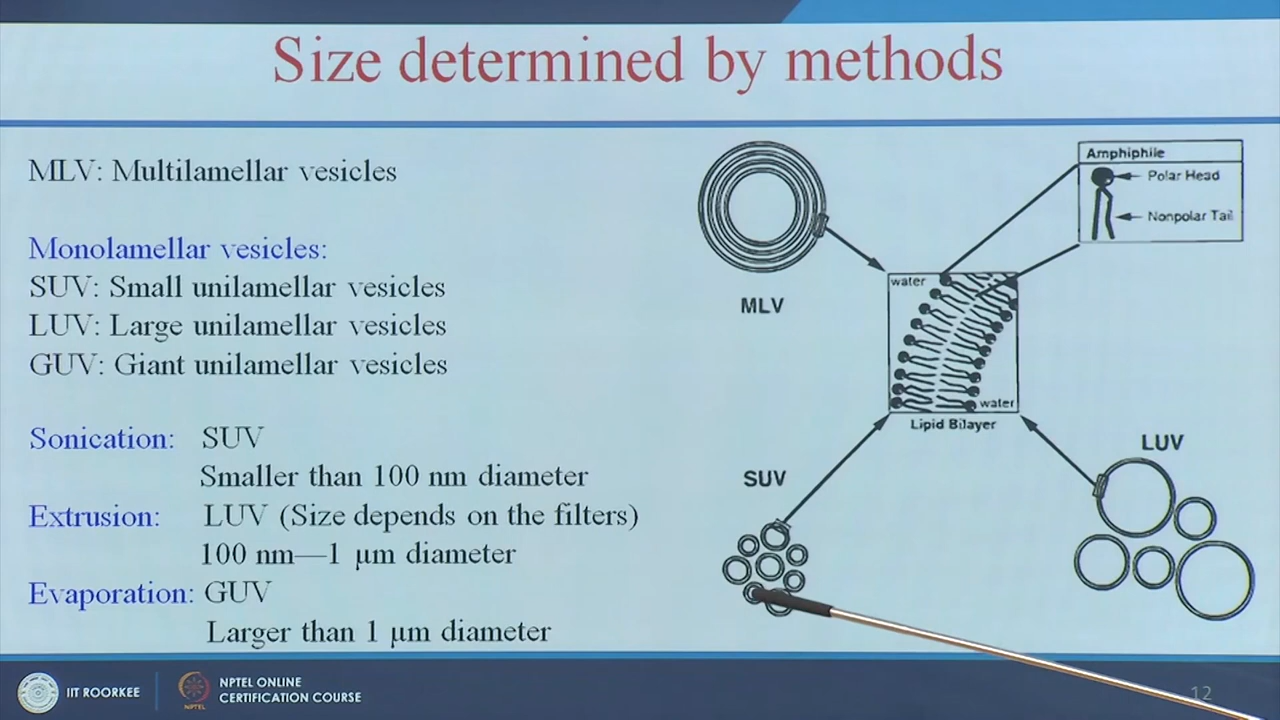 Size determined by methods
MLV: Multilamellar vesicles
Monolamellar vesicles:
SUV: Small unilamellar vesicles
LUV: Large unilamellar vesicles
GUV: Giant unilamellar vesicles
Sonication: SUV
Smaller than 100 nm diameter
Extrusion: LUV (Size depends on the filters)
100 nm—1 µm diameter
Evaporation: GUV
Larger than 1 µm diameter
Amphiphile
Polar Head
Nonpolar Tail
MLV
water
water
Lipid Bilayer
SUV
LUV
IIT ROORKEE
NPTEL
NPTEL ONLINE
CERTIFICATION COURSE
12